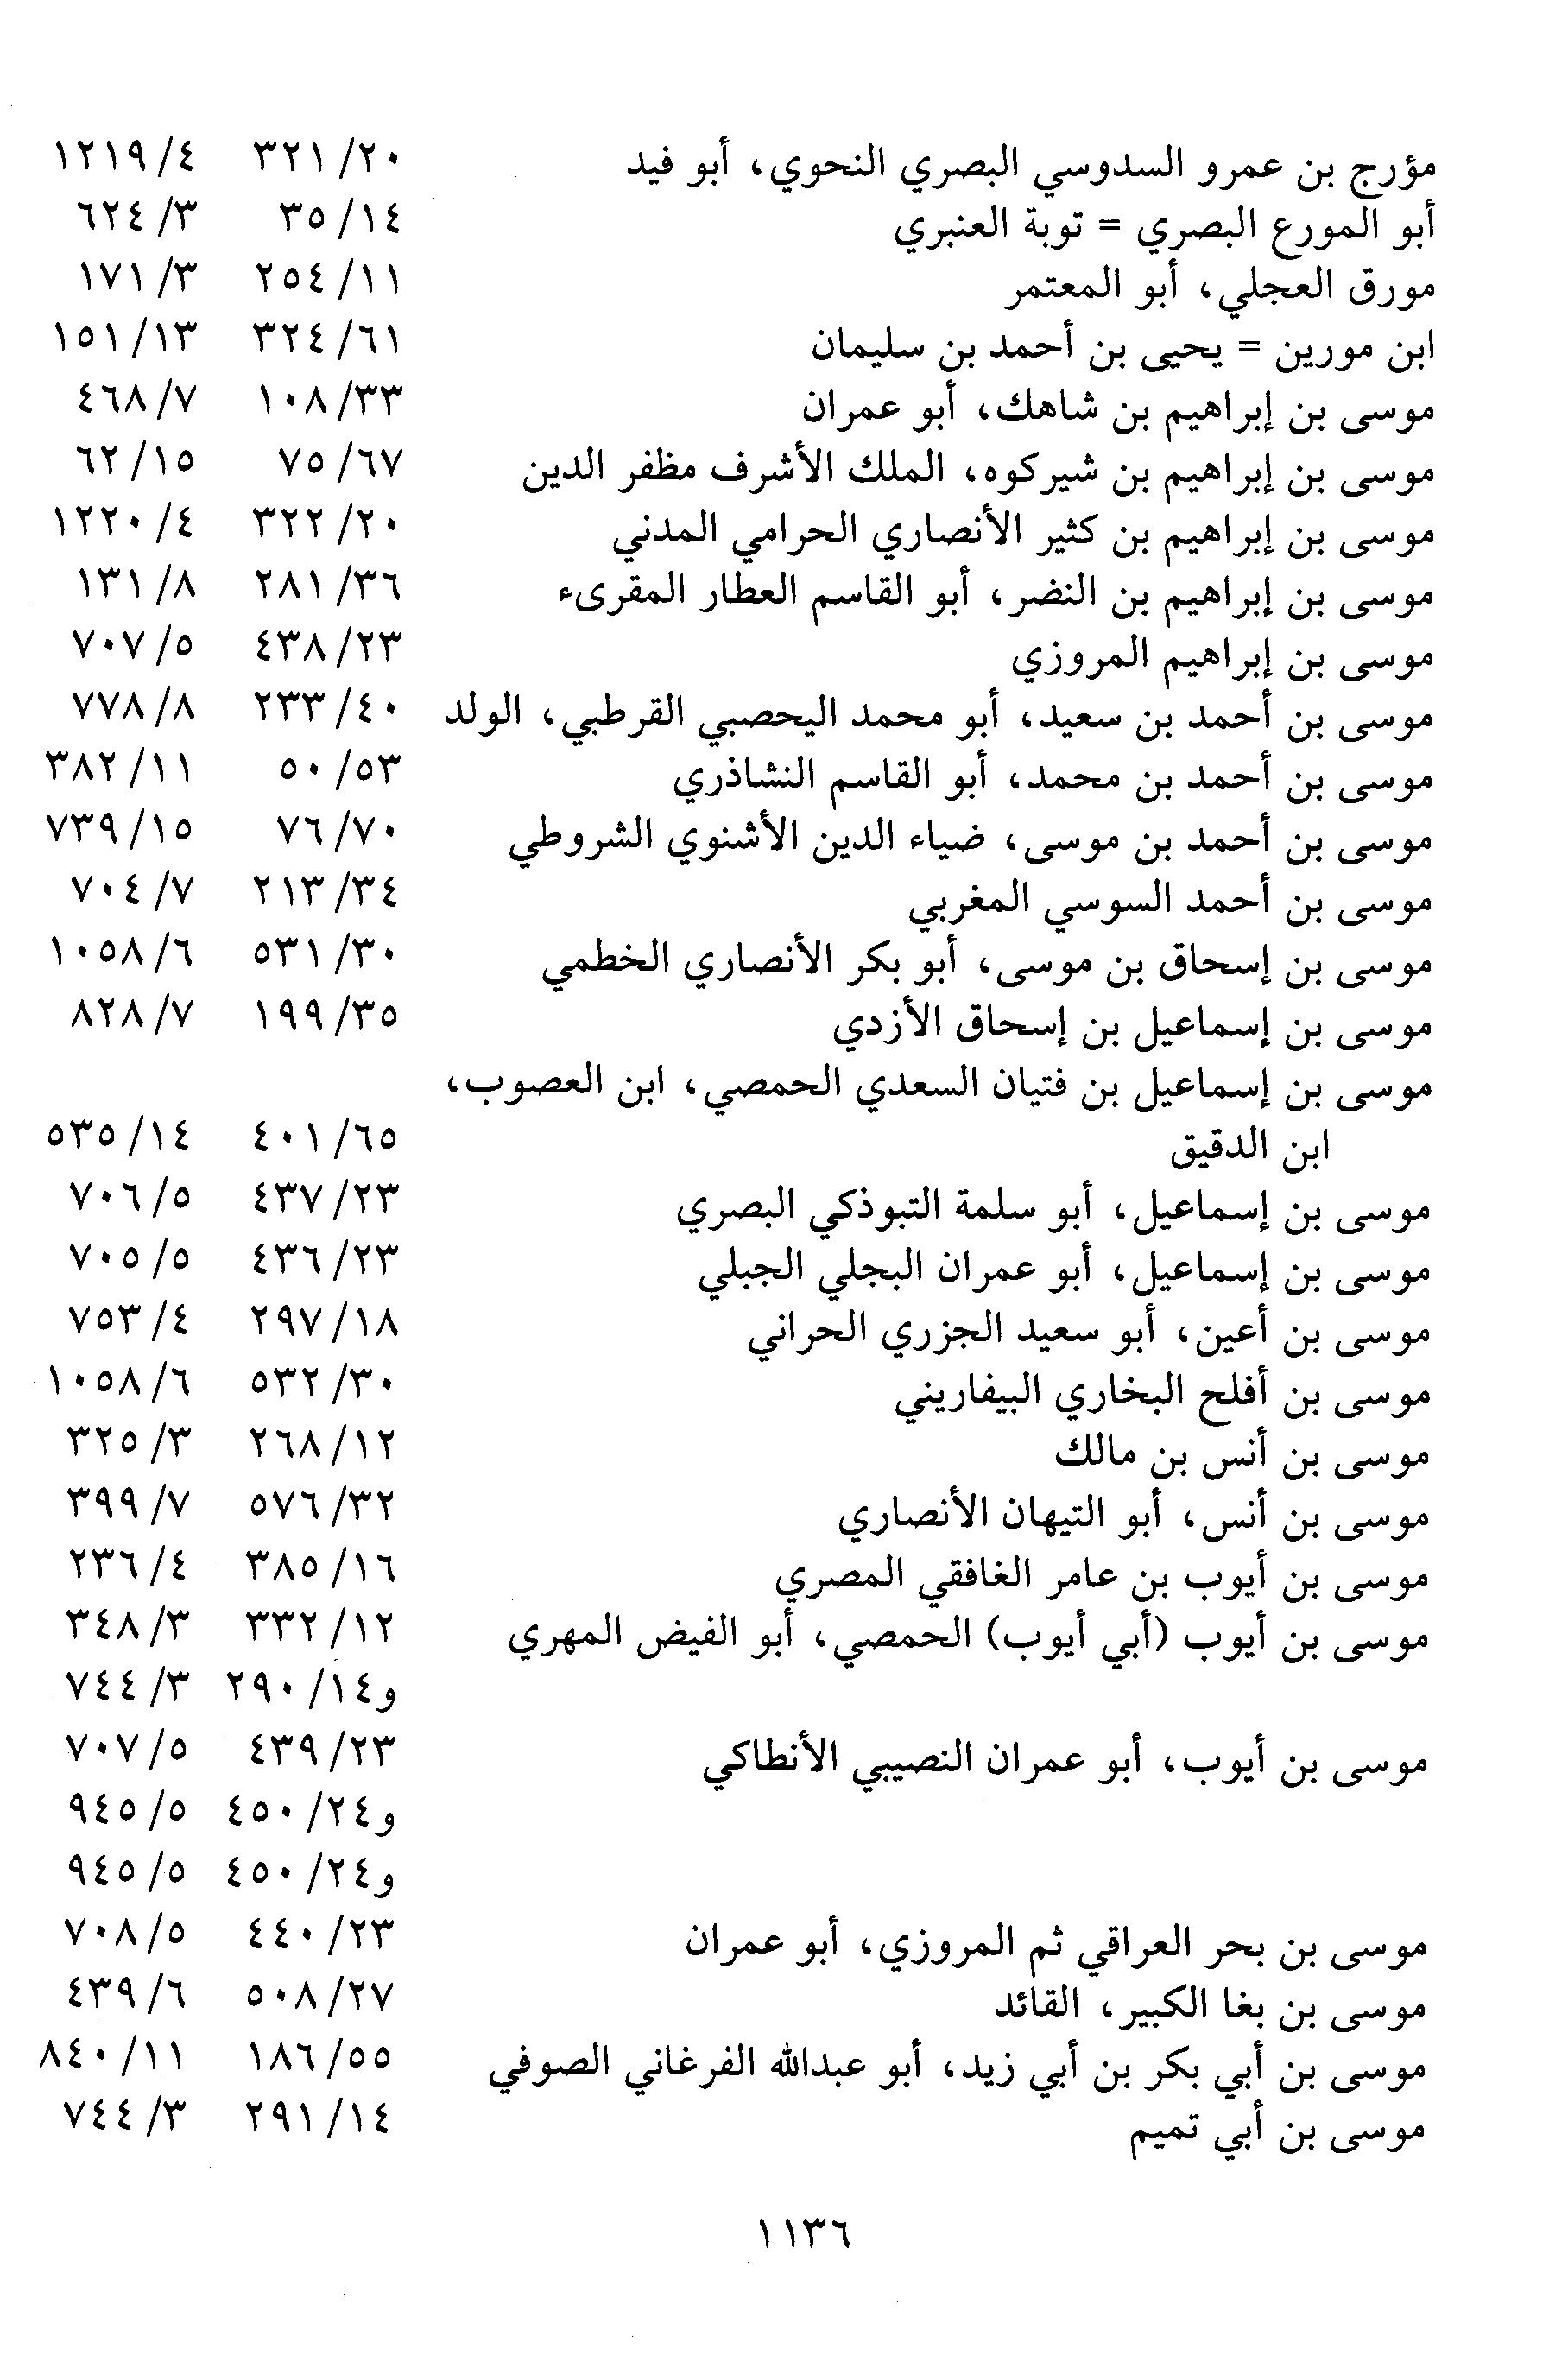 مؤرج بن عمرو السدوسي البصري النحوي، أبو فيد ٣٢١/٢٠ ١٢١٩/٤
أبو المورع البصري = توبة العنبري ٣٥/١٤ ٦٢٤/٣
مورق العجلي، أبو المعتمر ٢٥٤/١١ ١٧١/٣
ابن مورين = يحيى بن أحمد بن سليمان ٣٢٤/٦١ ١٥١/١٣
موسى بن إبراهيم بن شاهك، أبو عمران ١٠٨/٣٣ ٤٦٨/٧
موسى بن إبراهيم بن شيركوه، الملك الأشرف مظفر الدين ٧٥/٦٧ ٦٢/١٥
موسى بن إبراهيم بن كثير الأنصاري الحرامي المدني ٣٢٢/٢٠ ١٢٢٠/٤
موسى بن إبراهيم بن النضر، أبو القاسم العطار المقرىء ٢٨١/٣٦ ١٣١/٨
موسى بن إبراهيم المروزي ٤٣٨/٢٣ ٧٠٧/٥
موسى بن أحمد بن سعيد، أبو محمد اليحصبي القرطبي، الولد ٢٣٣/٤٠ ٧٧٨/٨
موسى بن أحمد بن محمد، أبو القاسم النشاذري ٥٠/٥٣ ٣٨٢/١١
موسى بن أحمد بن موسى، ضياء الدين الأشنوي الشروطي ٧٦/٧٠ ٧٣٩/١٥
موسى بن أحمد السوسي المغربي ٢١٣/٣٤ ٧٠٤/٧
موسى بن إسحاق بن موسى، أبو بكر الأنصاري الخطمي ٥٣١/٣٠ ١٠٥٨/٦
موسى بن إسماعيل بن إسحاق الأزدي ١٩٩/٣٥ ٨٢٨/٧
موسى بن إسماعيل بن فتيان السعدي الحمصي، ابن العصوب،
ابن الدقيق ٤٠١/٦٥ ٥٣٥/١٤
موسى بن إسماعيل، أبو سلمة التبوذكي البصري ٤٣٧/٢٣ ٧٠٦/٥
موسى بن إسماعيل، أبو عمران البجلي الجبلي ٤٣٦/٢٣ ٧٠٥/٥
موسى بن أعين، أبو سعيد الجزري الحراني ٢٩٧/١٨ ٧٥٣/٤
موسى بن أفلح البخاري البيفاريني ٥٣٢/٣٠ ١٠٥٨/٦
موسى بن أنس بن مالك ٢٦٨/١٢ ٣٢٥/٣
موسى بن أنس، أبو التيهان الأنصاري ٥٧٦/٣٢ ٣٩٩/٧
موسى بن أيوب بن عامر الغافقي المصري ٣٨٥/١٦ ٢٣٦/٤
موسى بن أيوب (أبي أيوب) الحمصي، أبو الفيض المهري ٣٣٢/١٢ ٣٤٨/٣
و٢٩٠/١٤ ٧٤٤/٣
موسى بن أيوب، أبو عمران النصيبي الأنطاكي ٤٣٩/٢٣ ٧٠٧/٥
و٤٥٠/٢٤ ٩٤٥/٥
و٤٥٠/٢٤ ٩٤٥/٥
موسى بن بحر العراقي ثم المروزي، أبو عمران ٤٤٠/٢٣ ٧٠٨/٥
موسى بن بغا الكبير، القائد ٥٠٨/٢٧ ٤٣٩/٦
موسى بن أبي بكر بن أبي زيد، أبو عبدالله الفرغاني الصوفي ١٨٦/٥٥ ٨٤٠/١١
موسى بن أبي تميم ٢٩١/١٤ ٧٤٤/٣
١١٣٦